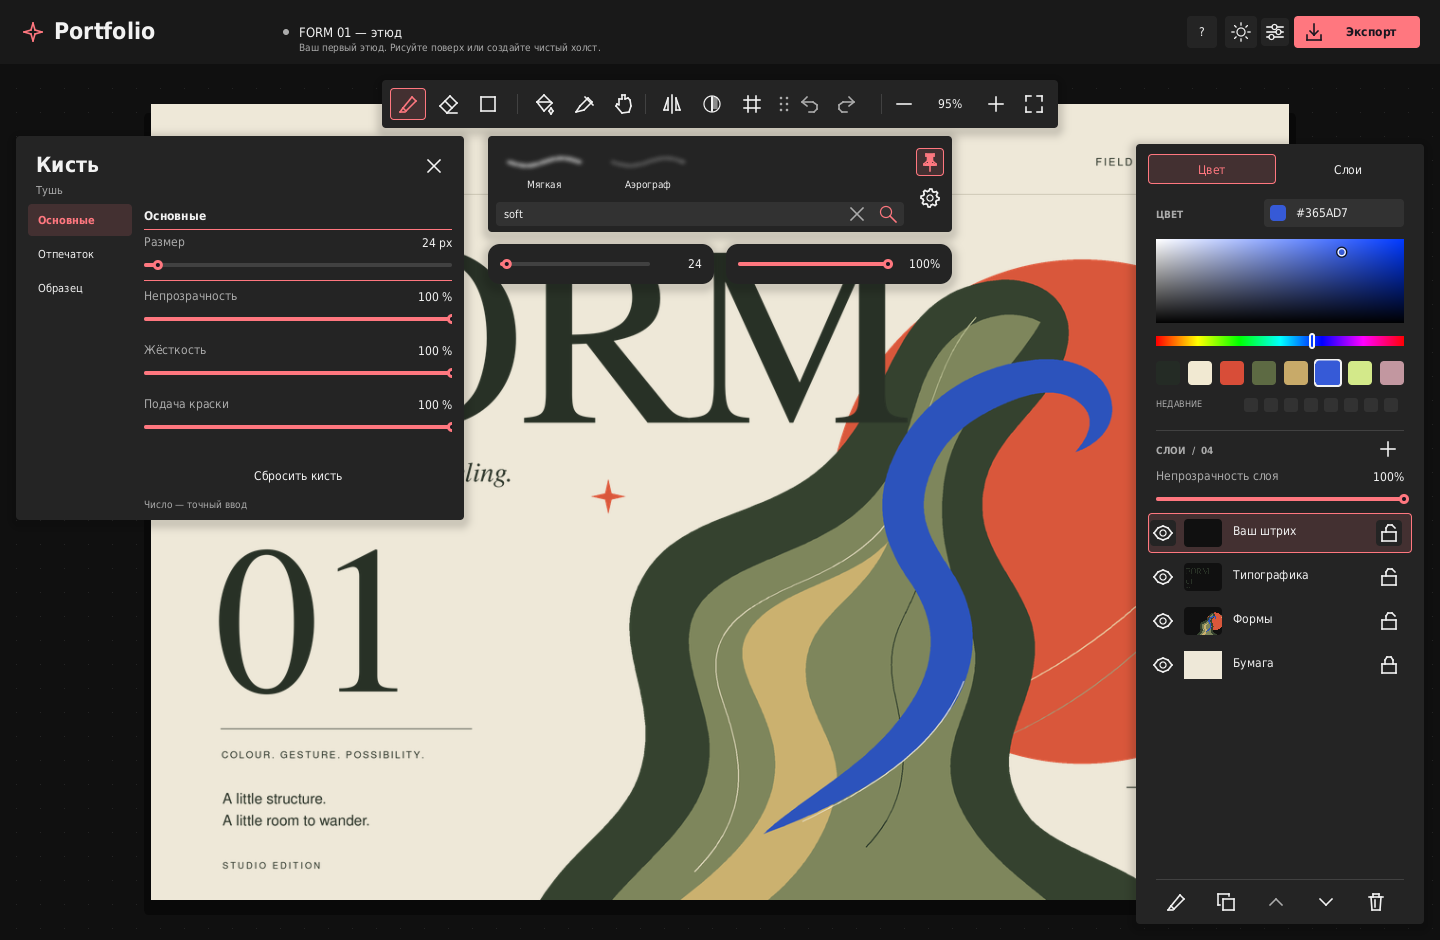 Portfolio
FORM 01 — этюд
Ваш первый этюд. Рисуйте поверх или создайте чистый холст.
?
Экспорт
95%
Кисть
Тушь
Основные
Отпечаток
Образец
Основные
Размер 24 px
Непрозрачность 100 %
Жёсткость 100 %
Подача краски 100 %
Сбросить кисть
Число — точный ввод
Мягкая
Аэрограф
soft
24
100%
FIELD
ORM
ling.
01
COLOUR. GESTURE. POSSIBILITY.
A little structure.
A little room to wander.
STUDIO EDITION
Цвет
Слои
ЦВЕТ
#365AD7
НЕДАВНИЕ
СЛОИ / 04
Непрозрачность слоя 100%
Ваш штрих
Типографика
Формы
Бумага